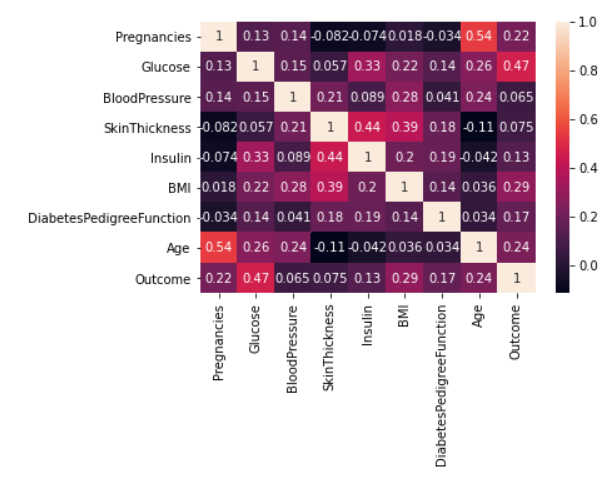 Pregnancies 1 0.13 0.14 -0.082 -0.074 0.018 -0.034 0.54 0.22
Glucose 0.13 1 0.15 0.057 0.33 0.22 0.14 0.26 0.47
BloodPressure 0.14 0.15 1 0.21 0.089 0.28 0.041 0.24 0.065
SkinThickness -0.082 0.057 0.21 1 0.44 0.39 0.18 -0.11 0.075
Insulin -0.074 0.33 0.089 0.44 1 0.2 0.19 -0.042 0.13
BMI 0.018 0.22 0.28 0.39 0.2 1 0.14 0.036 0.29
DiabetesPedigreeFunction -0.034 0.14 0.041 0.18 0.19 0.14 1 0.034 0.17
Age 0.54 0.26 0.24 -0.11 -0.042 0.036 0.034 1 0.24
Outcome 0.22 0.47 0.065 0.075 0.13 0.29 0.17 0.24 1
Pregnancies
Glucose
BloodPressure
SkinThickness
Insulin
BMI
DiabetesPedigreeFunction
Age
Outcome
1.0
0.8
0.6
0.4
0.2
0.0